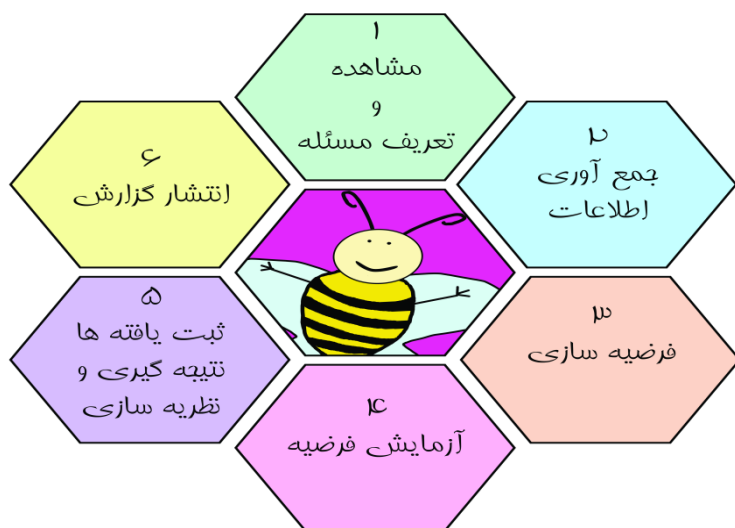 ۱
مشاهده
و
تعریف مسئله
۲
جمع آوری
اطلاعات
۳
فرضیه سازی
۴
آزمایش فرضیه
۵
ثبت یافته ها
نتیجه گیری و
نظریه سازی
۶
انتشار گزارش